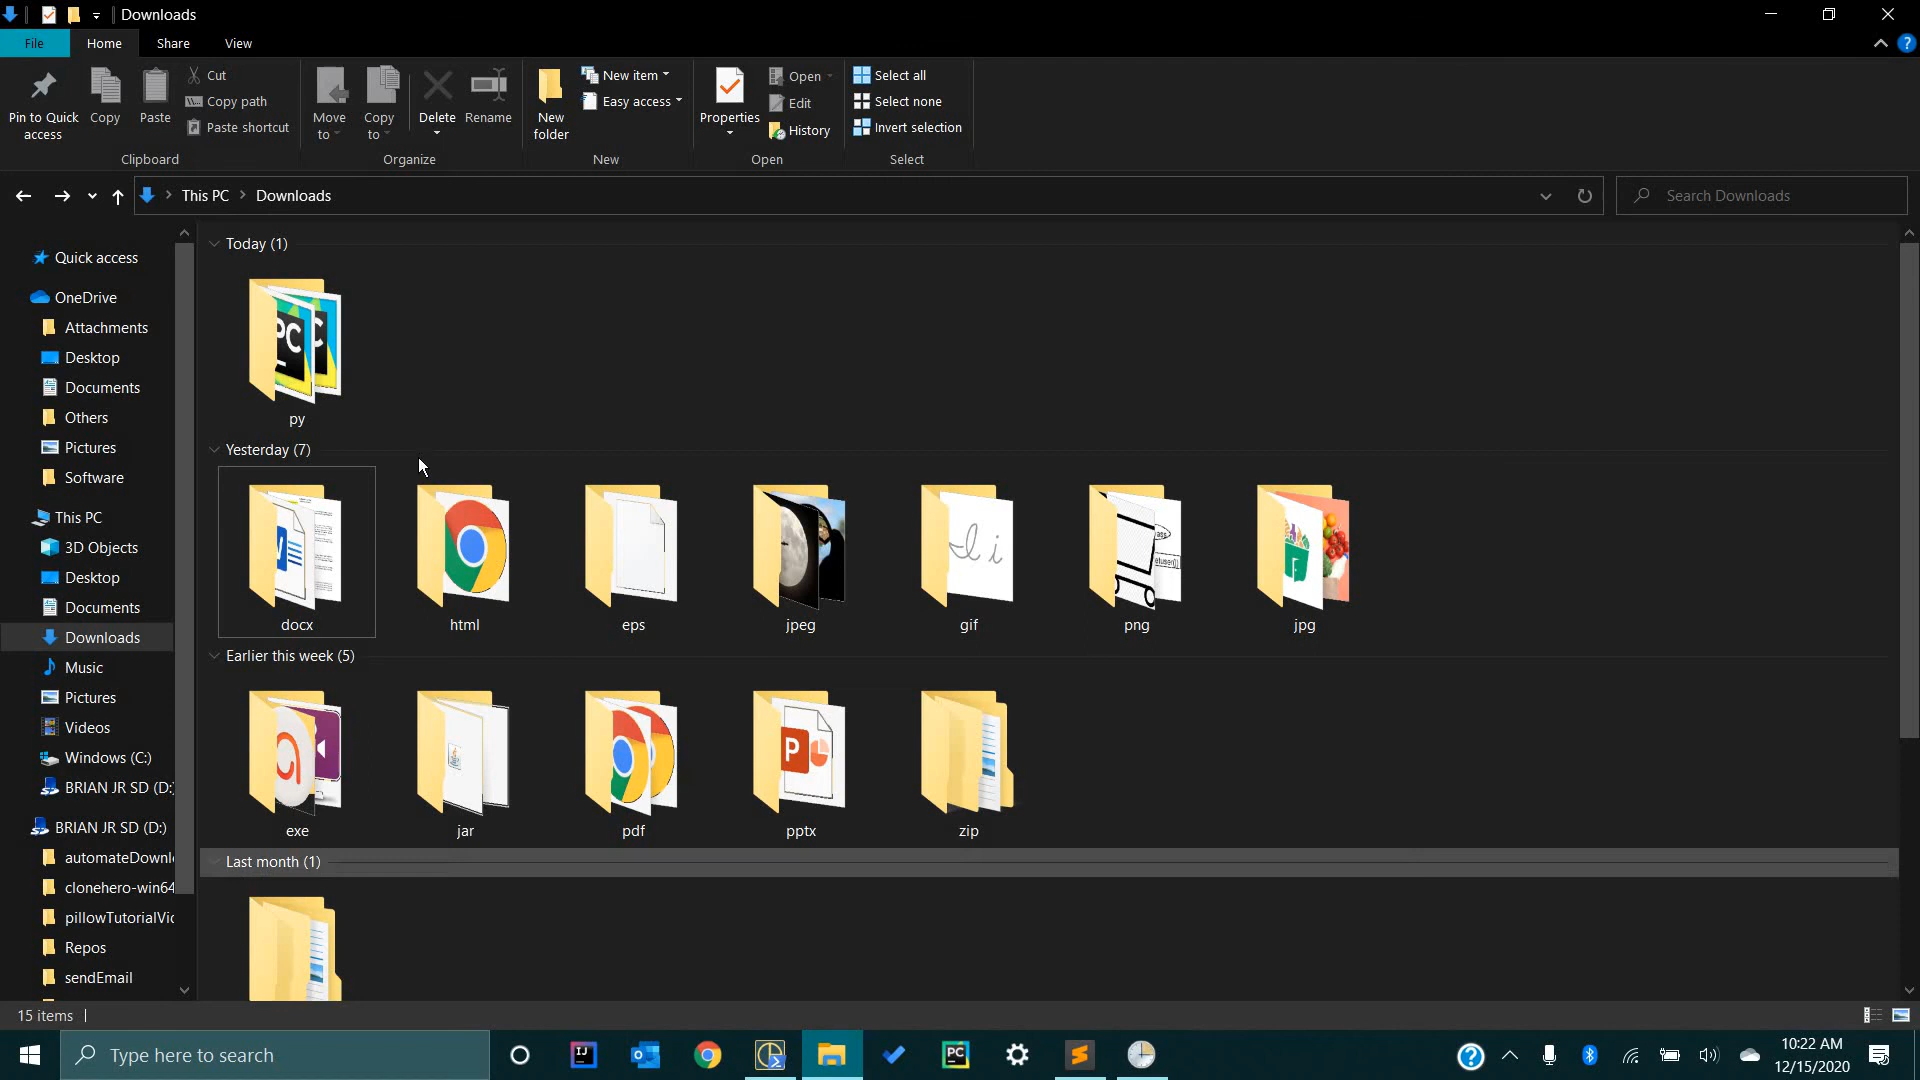 Downloads
File Home Share View
Pin to Quick access
Copy
Paste
Cut
Copy path
Paste shortcut
Clipboard
Move to
Copy to
Delete
Rename
Organize
New folder
New item
Easy access
New
Properties
Open
Edit
History
Open
Select all
Select none
Invert selection
Select
This PC > Downloads
Search Downloads
Quick access
OneDrive
Attachments
Desktop
Documents
Others
Pictures
Software
This PC
3D Objects
Desktop
Documents
Downloads
Music
Pictures
Videos
Windows (C:)
BRIAN JR SD (D:)
BRIAN JR SD (D:)
automateDownl
clonehero-win64
pillowTutorialVi
Repos
sendEmail
Today (1)
py
Yesterday (7)
docx html eps jpeg gif png jpg
Earlier this week (5)
exe jar pdf pptx zip
Last month (1)
15 items
Type here to search
10:22 AM
12/15/2020